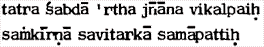 tatra śabdā 'rtha jñāna vikalpaiḥ
saṁkīrṇā savitarkā samāpattiḥ